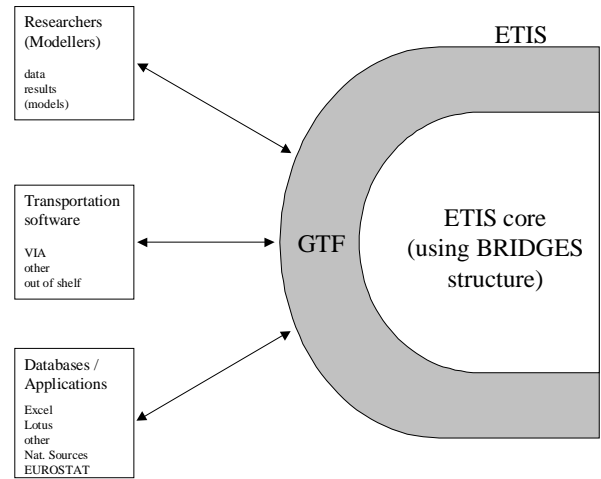 Researchers
(Modellers)
data
results
(models)
Transportation
software
VIA
other
out of shelf
Databases /
Applications
Excel
Lotus
other
Nat. Sources
EUROSTAT
ETIS
GTF
ETIS core
(using BRIDGES
structure)